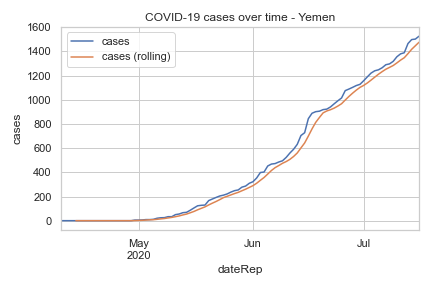 COVID-19 cases over time - Yemen
cases
cases (rolling)
1600
1400
1200
1000
800
600
400
200
0
cases
May
2020
Jun
Jul
dateRep